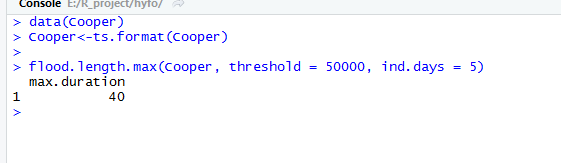 Console E:/R_project/hyfo/
> data(Cooper)
> Cooper<-ts.format(Cooper)
>
> flood.length.max(Cooper, threshold = 50000, ind.days = 5)
  max.duration
1           40
>